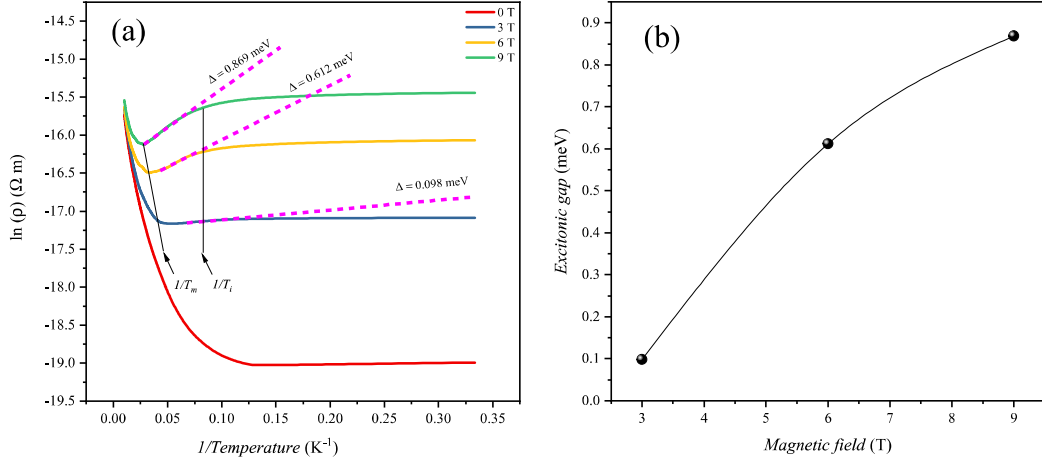 (a)
0 T
3 T
6 T
9 T
Δ = 0.869 meV
Δ = 0.612 meV
Δ = 0.098 meV
1/Tm
1/Ti
ln (ρ) (Ω m)
-14.5
-15.0
-15.5
-16.0
-16.5
-17.0
-17.5
-18.0
-18.5
-19.0
-19.5
0.00 0.05 0.10 0.15 0.20 0.25 0.30 0.35
1/Temperature (K-1)
(b)
Excitonic gap (meV)
0.9
0.8
0.7
0.6
0.5
0.4
0.3
0.2
0.1
0.0
3 4 5 6 7 8 9
Magnetic field (T)